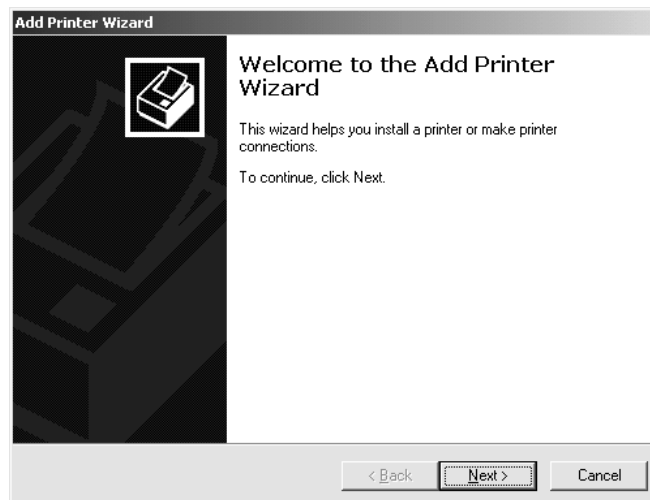 Add Printer Wizard
Welcome to the Add Printer
Wizard
This wizard helps you install a printer or make printer
connections.
To continue, click Next.
< Back
Next >
Cancel